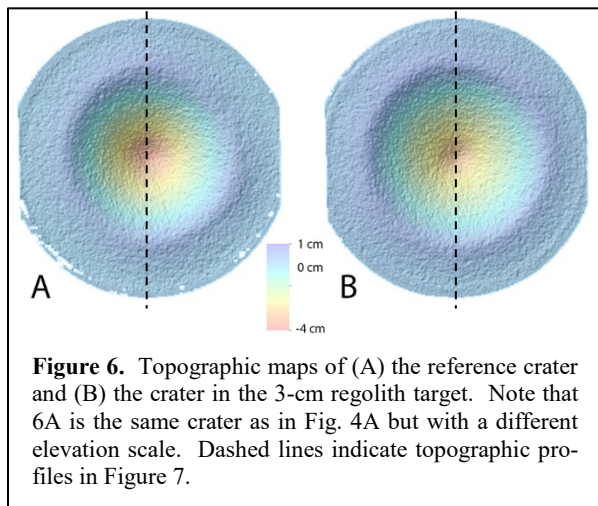 1 cm
0 cm
-4 cm
A
B
Figure 6. Topographic maps of (A) the reference crater
and (B) the crater in the 3-cm regolith target. Note that
6A is the same crater as in Fig. 4A but with a different
elevation scale. Dashed lines indicate topographic pro-
files in Figure 7.